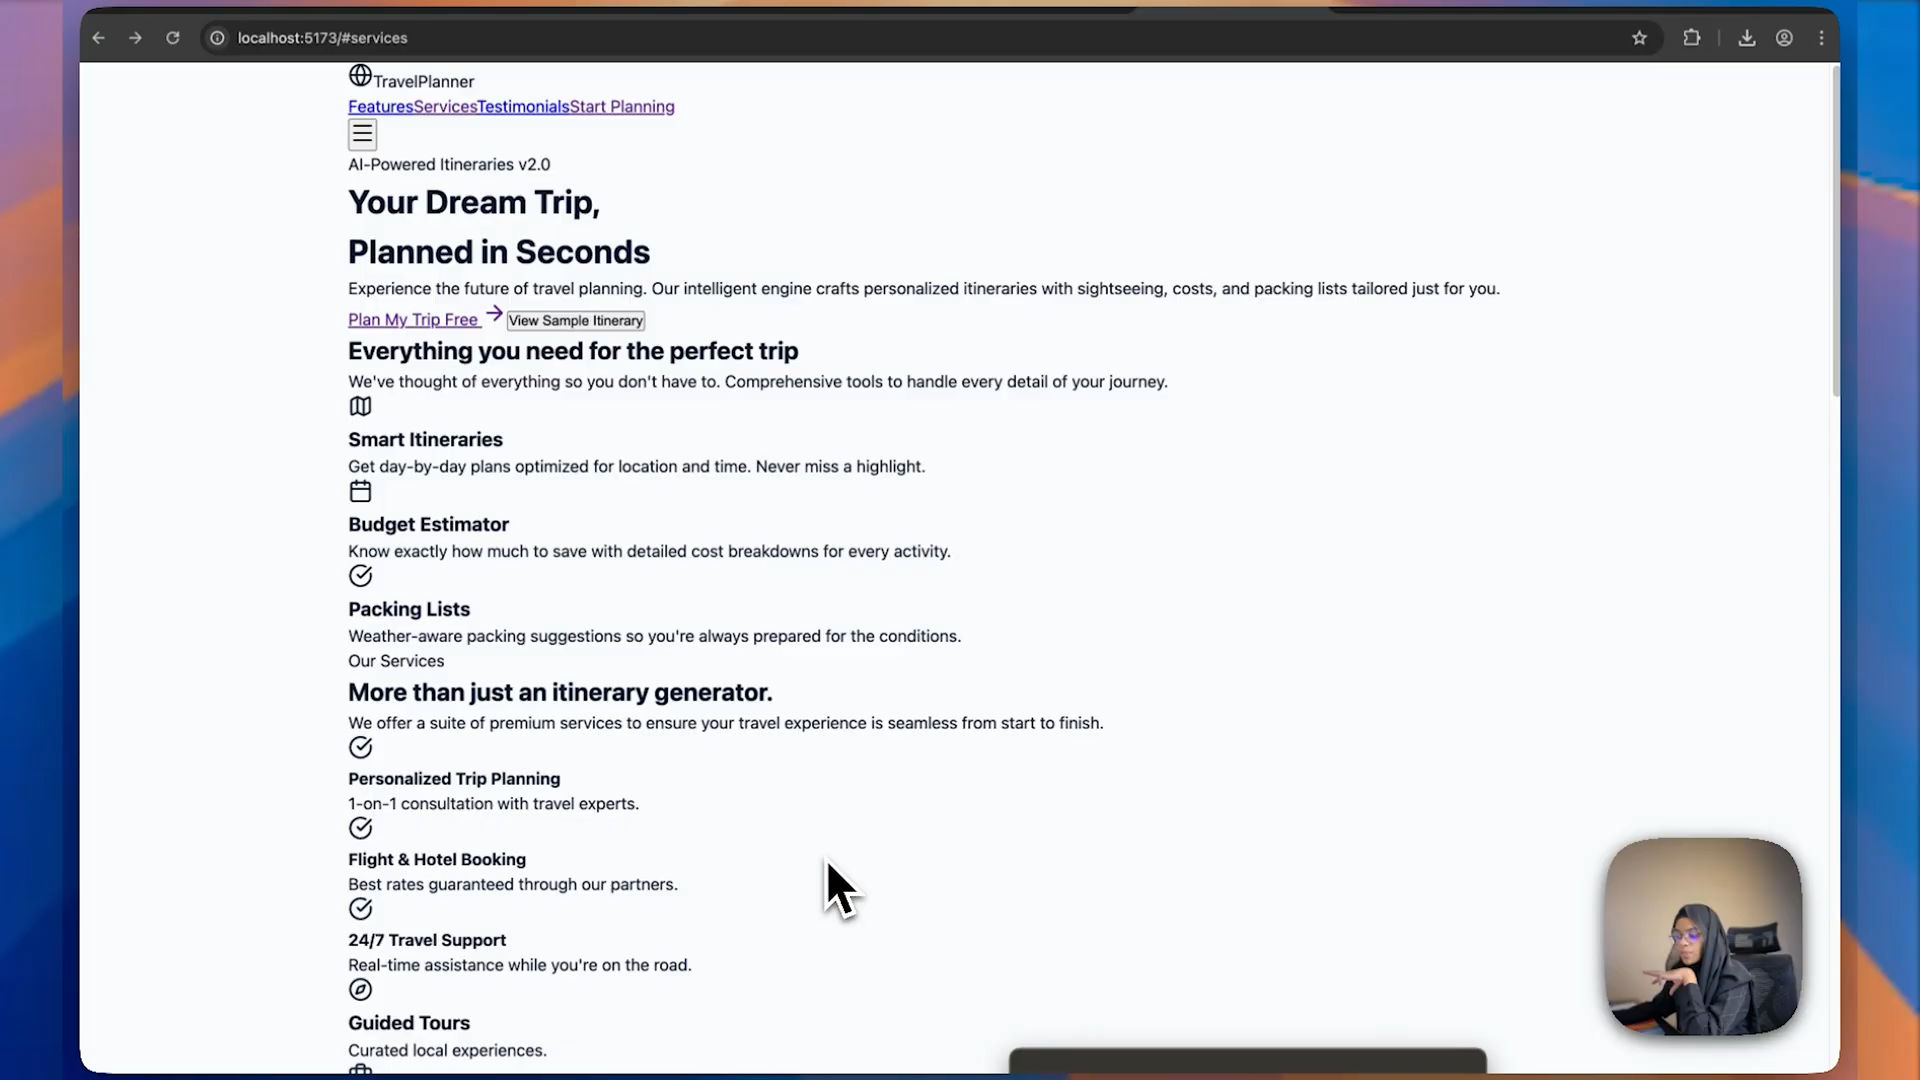 localhost:5173/#services
TravelPlanner
FeaturesServicesTestimonialsStart Planning
AI-Powered Itineraries v2.0
Your Dream Trip,
Planned in Seconds
Experience the future of travel planning. Our intelligent engine crafts personalized itineraries with sightseeing, costs, and packing lists tailored just for you.
Plan My Trip Free View Sample Itinerary
Everything you need for the perfect trip
We've thought of everything so you don't have to. Comprehensive tools to handle every detail of your journey.
Smart Itineraries
Get day-by-day plans optimized for location and time. Never miss a highlight.
Budget Estimator
Know exactly how much to save with detailed cost breakdowns for every activity.
Packing Lists
Weather-aware packing suggestions so you're always prepared for the conditions.
Our Services
More than just an itinerary generator.
We offer a suite of premium services to ensure your travel experience is seamless from start to finish.
Personalized Trip Planning
1-on-1 consultation with travel experts.
Flight & Hotel Booking
Best rates guaranteed through our partners.
24/7 Travel Support
Real-time assistance while you're on the road.
Guided Tours
Curated local experiences.